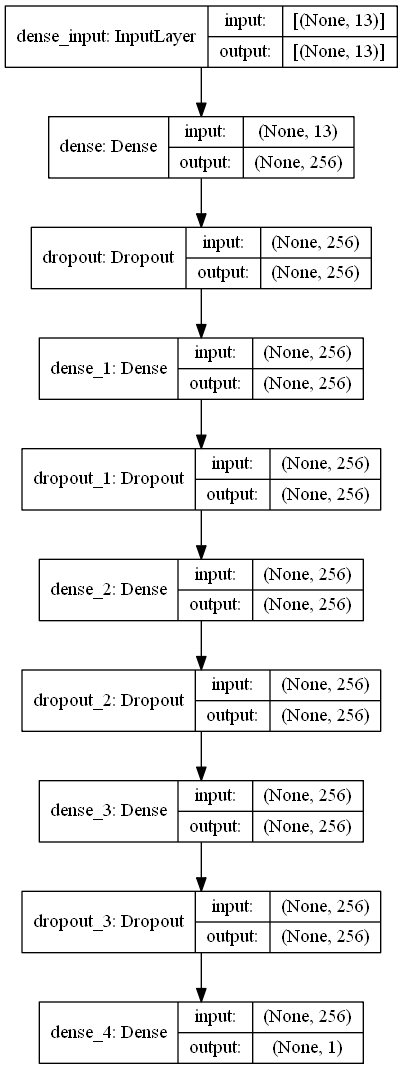 dense_input: InputLayer
input: [(None, 13)]
output: [(None, 13)]
dense: Dense
input: (None, 13)
output: (None, 256)
dropout: Dropout
input: (None, 256)
output: (None, 256)
dense_1: Dense
input: (None, 256)
output: (None, 256)
dropout_1: Dropout
input: (None, 256)
output: (None, 256)
dense_2: Dense
input: (None, 256)
output: (None, 256)
dropout_2: Dropout
input: (None, 256)
output: (None, 256)
dense_3: Dense
input: (None, 256)
output: (None, 256)
dropout_3: Dropout
input: (None, 256)
output: (None, 256)
dense_4: Dense
input: (None, 256)
output: (None, 1)